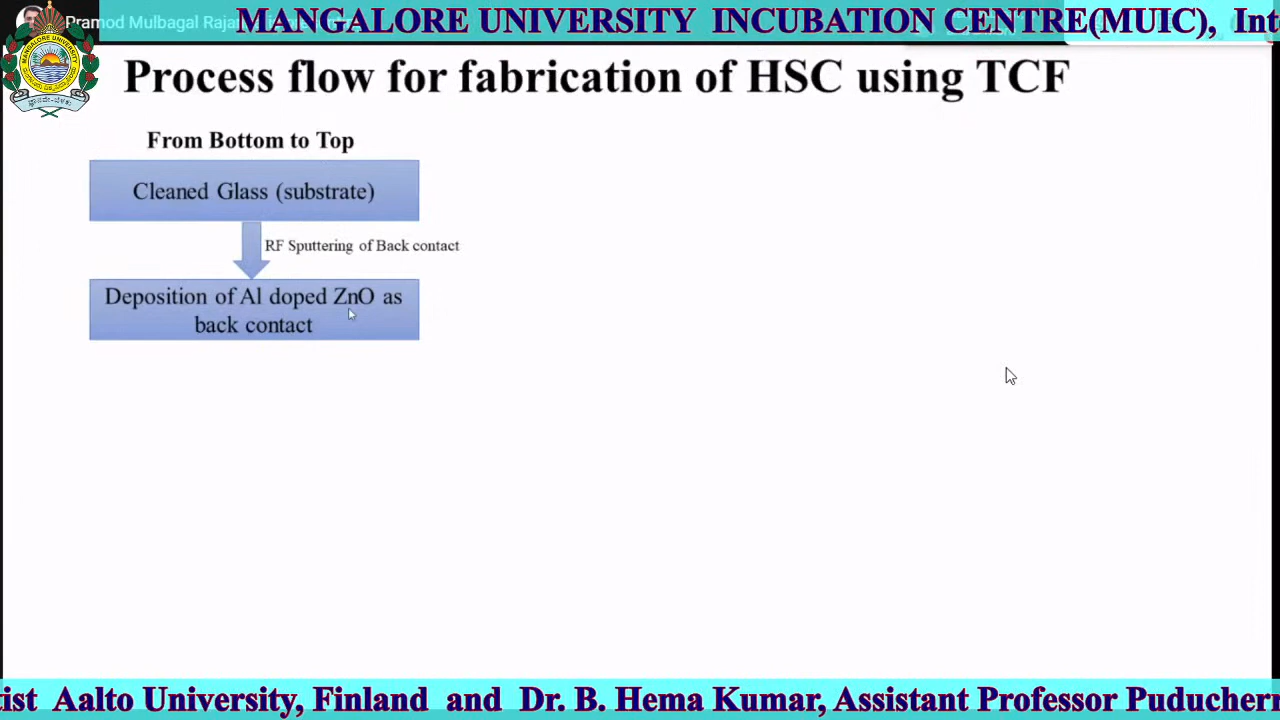 Pramod Mulbagal Raja
MANGALORE UNIVERSITY INCUBATION CENTRE(MUIC), Int
MANGALORE UNIVERSITY
Process flow for fabrication of HSC using TCF
From Bottom to Top
Cleaned Glass (substrate)
RF Sputtering of Back contact
Deposition of Al doped ZnO as
back contact
ist Aalto University, Finland and Dr. B. Hema Kumar, Assistant Professor Puducherr